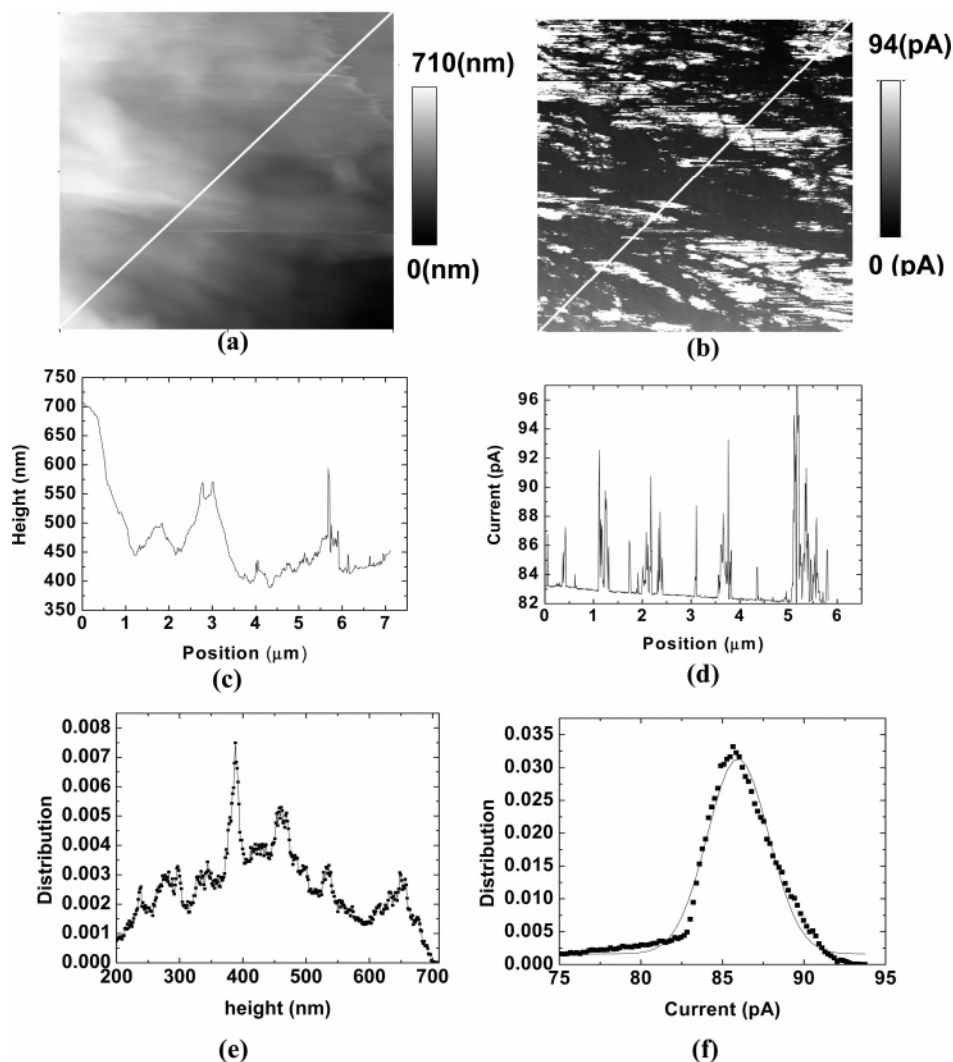 710(nm)
0(nm)
(a)
94(pA)
0 (pA)
(b)
750
700
650
600
550
500
450
400
350
Height (nm)
0 1 2 3 4 5 6 7
Position (μm)
(c)
96
94
92
90
88
86
84
82
Current (pA)
0 1 2 3 4 5 6
Position (μm)
(d)
0.008
0.007
0.006
0.005
0.004
0.003
0.002
0.001
0.000
Distribution
200 300 400 500 600 700
height (nm)
(e)
0.035
0.030
0.025
0.020
0.015
0.010
0.005
0.000
Distribution
75 80 85 90 95
Current (pA)
(f)